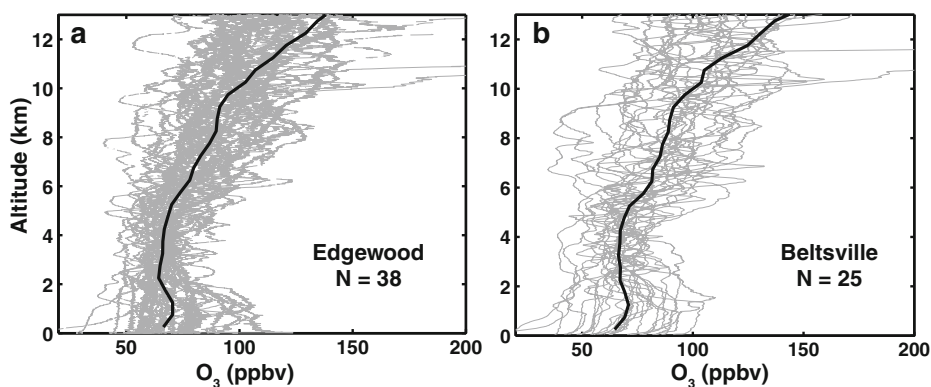 a
b
12
10
8
6
4
2
0
12
10
8
6
4
2
0
Altitude (km)
Edgewood
N = 38
Beltsville
N = 25
50
100
150
200
50
100
150
200
O₃ (ppbv)
O₃ (ppbv)